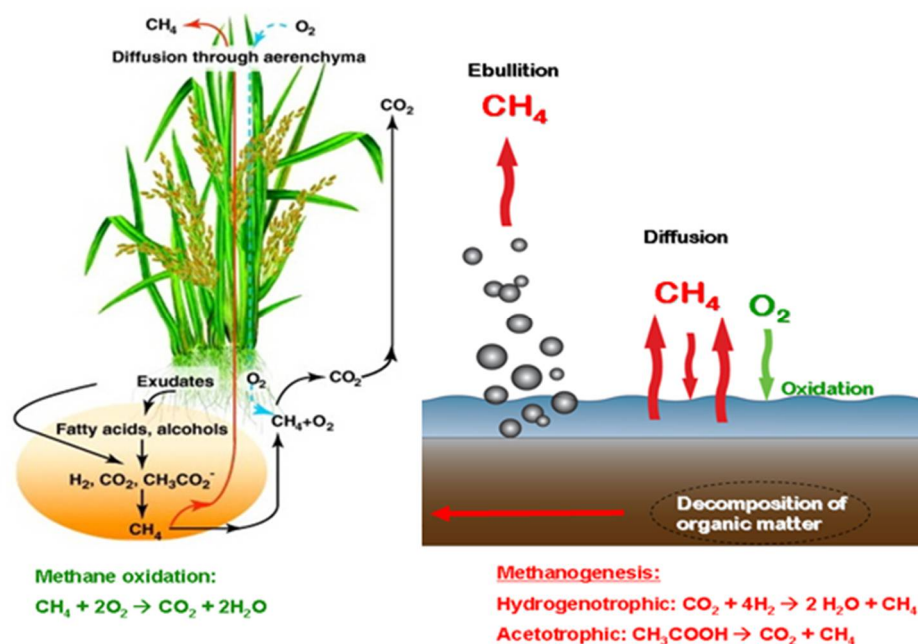 CH₄
O₂
Diffusion through aerenchyma
CO₂
Exudates
O₂
CO₂
Fatty acids, alcohols
CH₄+O₂
H₂, CO₂, CH₃CO₂⁻
CH₄
Methane oxidation:
CH₄ + 2O₂ → CO₂ + 2H₂O
Ebullition
CH₄
Diffusion
CH₄
O₂
Oxidation
Decomposition of
organic matter
Methanogenesis:
Hydrogenotrophic: CO₂ + 4H₂ → 2 H₂O + CH₄
Acetotrophic: CH₃COOH → CO₂ + CH₄